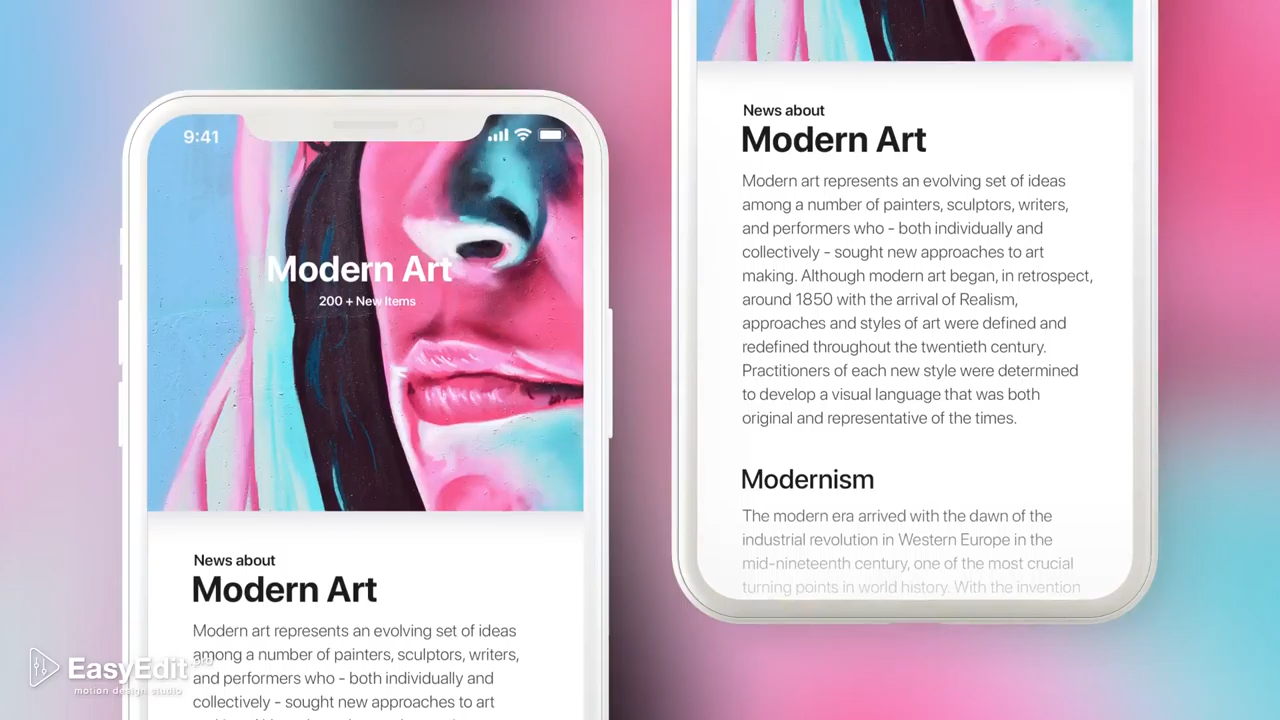 9:41
Modern Art
200 + New Items
News about
Modern Art
Modern art represents an evolving set of ideas
among a number of painters, sculptors, writers,
and performers who - both individually and
collectively - sought new approaches to art
EasyEdit.pro
motion design studio
News about
Modern Art
Modern art represents an evolving set of ideas
among a number of painters, sculptors, writers,
and performers who - both individually and
collectively - sought new approaches to art
making. Although modern art began, in retrospect,
around 1850 with the arrival of Realism,
approaches and styles of art were defined and
redefined throughout the twentieth century.
Practitioners of each new style were determined
to develop a visual language that was both
original and representative of the times.
Modernism
The modern era arrived with the dawn of the
industrial revolution in Western Europe in the
mid-nineteenth century, one of the most crucial
turning points in world history. With the invention